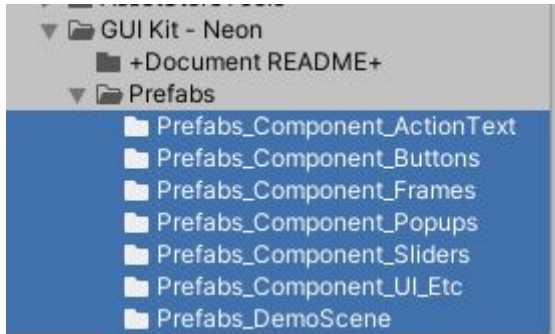 GUI Kit - Neon
+Document README+
Prefabs
Prefabs_Component_ActionText
Prefabs_Component_Buttons
Prefabs_Component_Frames
Prefabs_Component_Popups
Prefabs_Component_Sliders
Prefabs_Component_UI_Etc
Prefabs_DemoScene